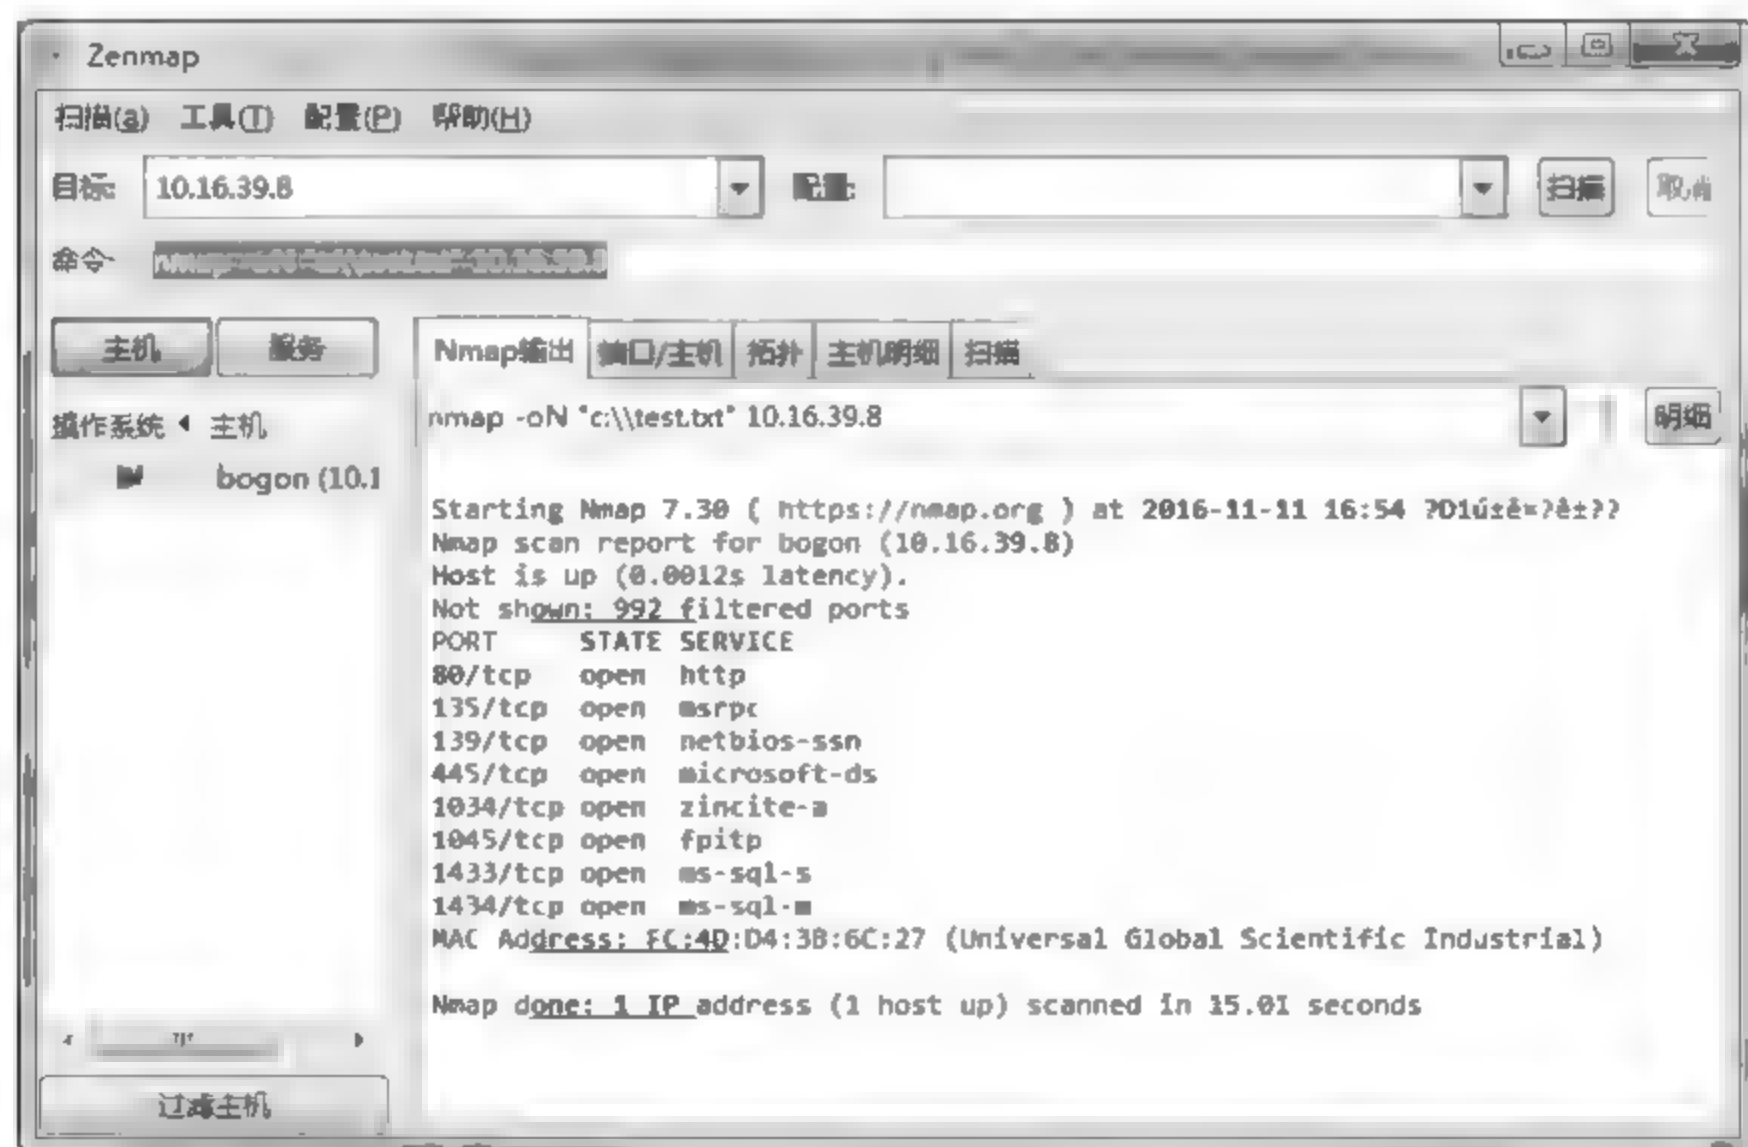 Zenmap
扫描(a) 工具(T) 配置(P) 帮助(H)
目标: 10.16.39.8 配置: 扫描 取消
命令:
主机 服务 Nmap输出 端口/主机 拓扑 主机明细 扫描
nmap -oN "c:\\test.txt" 10.16.39.8 明细
操作系统 主机
bogon (10.1
Starting Nmap 7.30 ( https://nmap.org ) at 2016-11-11 16:54
Nmap scan report for bogon (10.16.39.8)
Host is up (0.0012s latency).
Not shown: 992 filtered ports
PORT STATE SERVICE
80/tcp open http
135/tcp open msrpc
139/tcp open netbios-ssn
445/tcp open microsoft-ds
1034/tcp open zincite-a
1045/tcp open fpitp
1433/tcp open ms-sql-s
1434/tcp open ms-sql-m
MAC Address: FC:4D:D4:3B:6C:27 (Universal Global Scientific Industrial)
Nmap done: 1 IP address (1 host up) scanned in 15.01 seconds
过滤主机